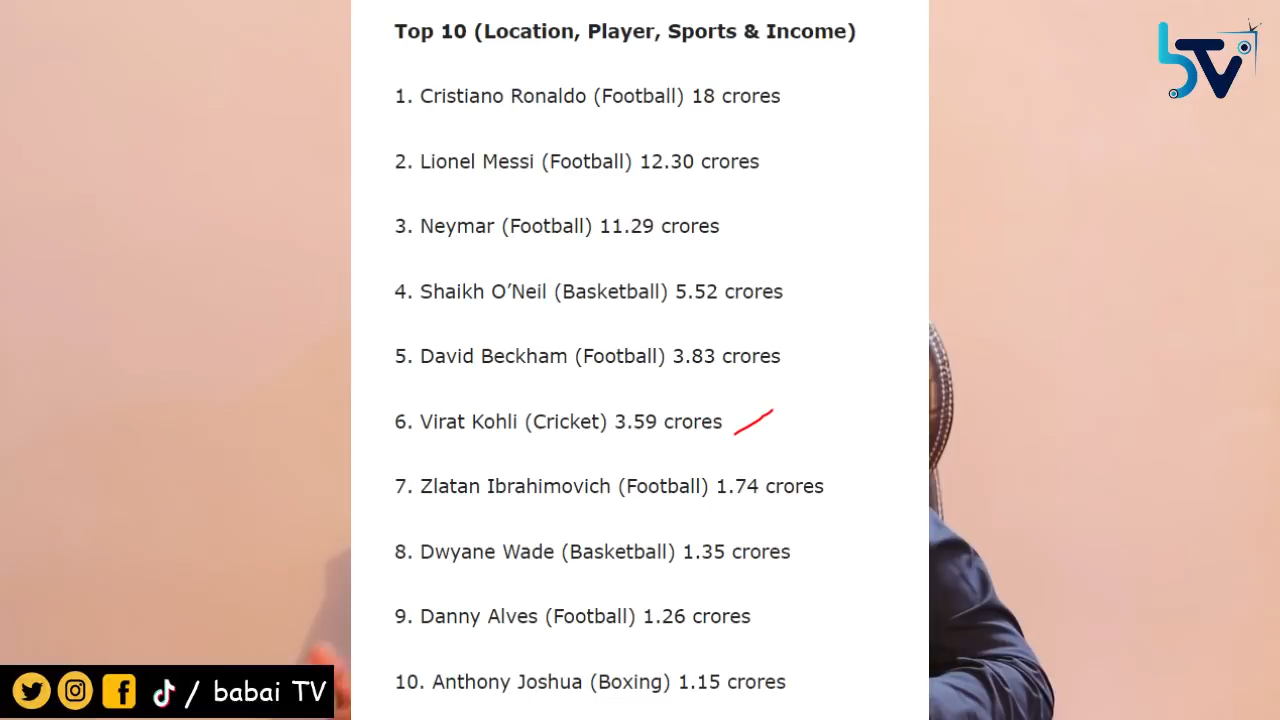 Top 10 (Location, Player, Sports & Income)
1. Cristiano Ronaldo (Football) 18 crores
2. Lionel Messi (Football) 12.30 crores
3. Neymar (Football) 11.29 crores
4. Shaikh O’Neil (Basketball) 5.52 crores
5. David Beckham (Football) 3.83 crores
6. Virat Kohli (Cricket) 3.59 crores
7. Zlatan Ibrahimovich (Football) 1.74 crores
8. Dwyane Wade (Basketball) 1.35 crores
9. Danny Alves (Football) 1.26 crores
10. Anthony Joshua (Boxing) 1.15 crores
bTV
/ babai TV